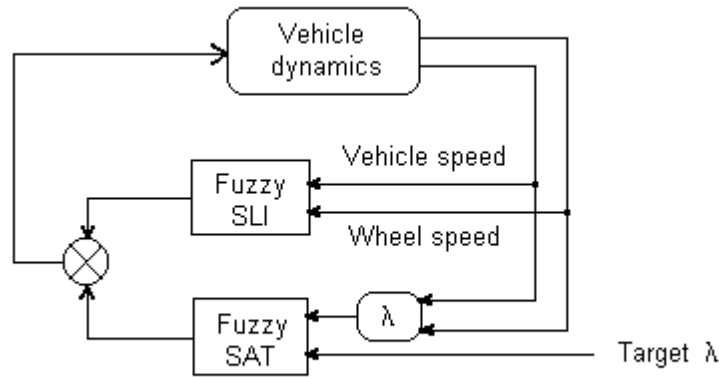 Vehicle
dynamics
Vehicle speed
Fuzzy
SLI
Wheel speed
λ
Fuzzy
SAT
Target λ